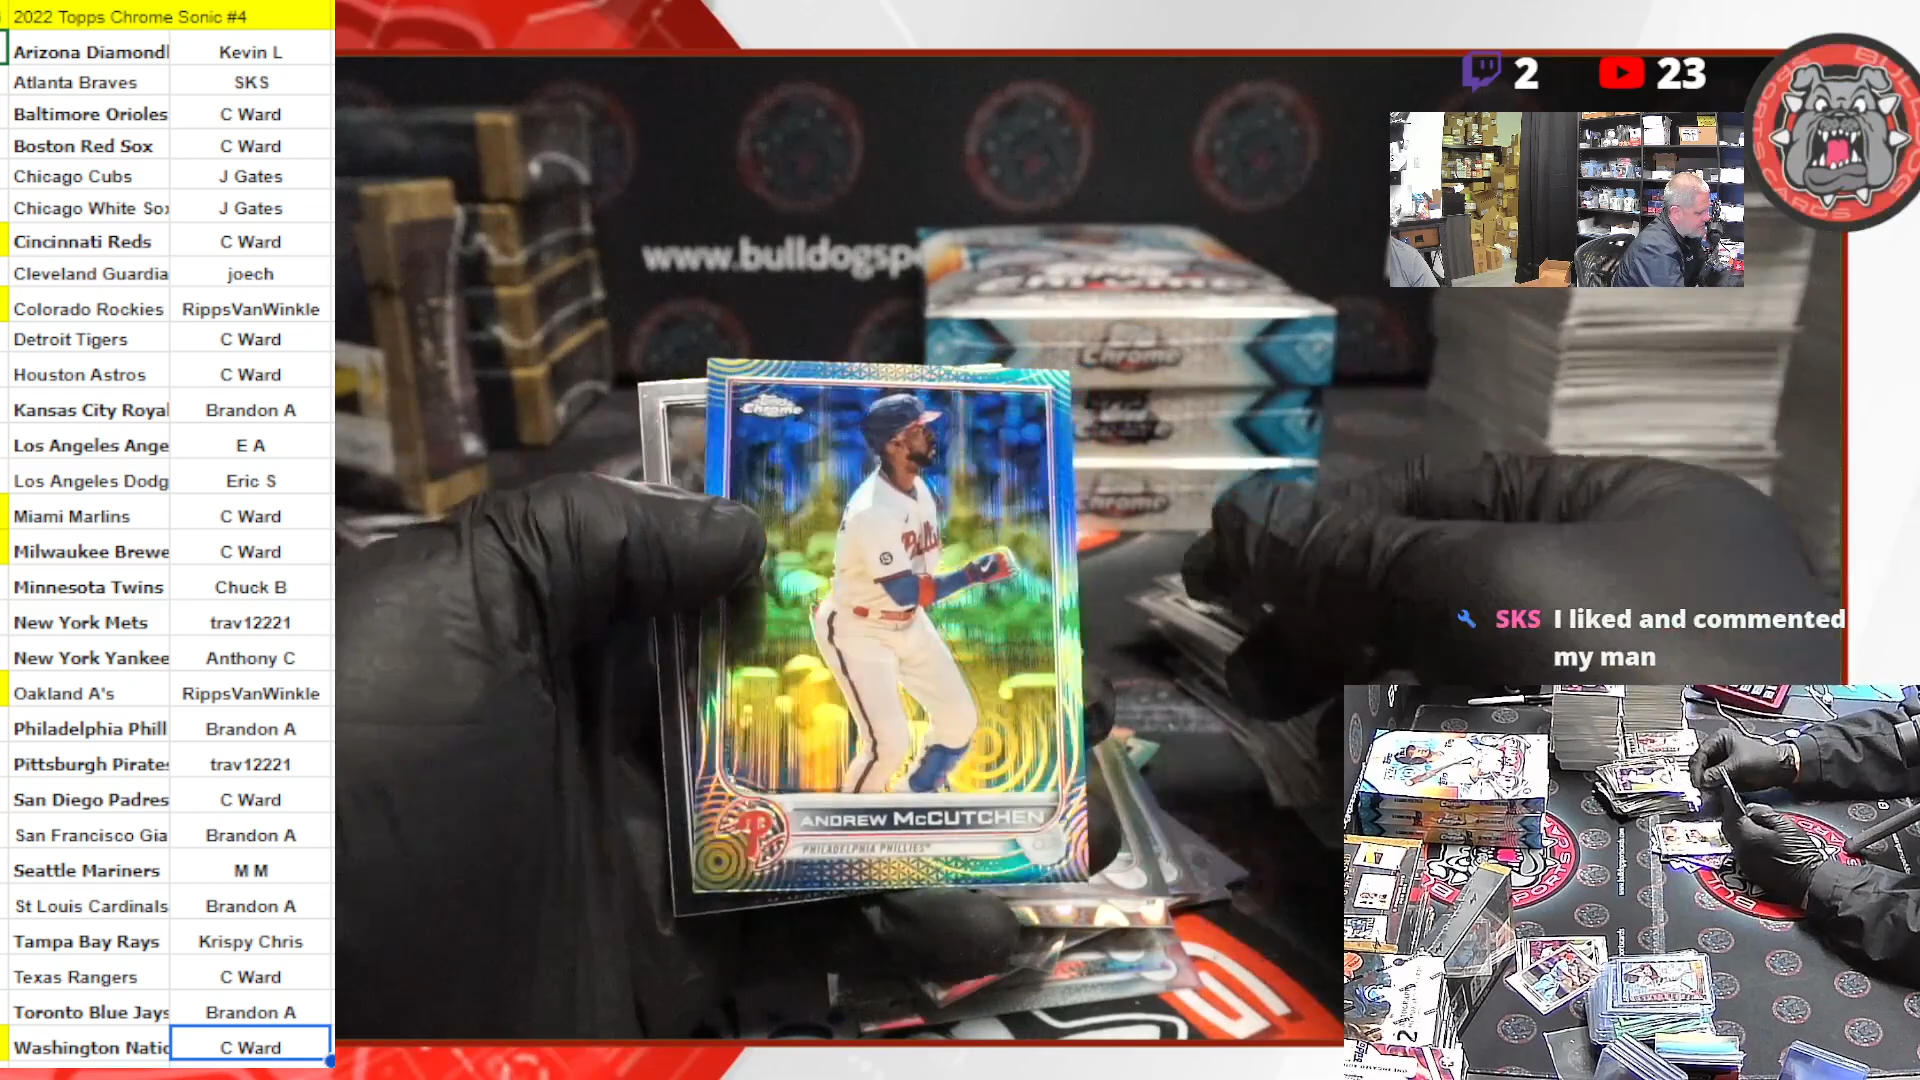 2022 Topps Chrome Sonic #4
Arizona Diamondl Kevin L
Atlanta Braves SKS
Baltimore Orioles C Ward
Boston Red Sox C Ward
Chicago Cubs J Gates
Chicago White Sox J Gates
Cincinnati Reds C Ward
Cleveland Guardia joech
Colorado Rockies RippsVanWinkle
Detroit Tigers C Ward
Houston Astros C Ward
Kansas City Royal Brandon A
Los Angeles Ange E A
Los Angeles Dodg Eric S
Miami Marlins C Ward
Milwaukee Brewe C Ward
Minnesota Twins Chuck B
New York Mets trav12221
New York Yankee Anthony C
Oakland A's RippsVanWinkle
Philadelphia Phill Brandon A
Pittsburgh Pirates trav12221
San Diego Padres C Ward
San Francisco Gia Brandon A
Seattle Mariners M M
St Louis Cardinals Brandon A
Tampa Bay Rays Krispy Chris
Texas Rangers C Ward
Toronto Blue Jays Brandon A
Washington Natic C Ward
2 23
www.bulldogspo
Chrome
Chrome
Chrome
Phillies
ANDREW McCUTCHEN
PHILADELPHIA PHILLIES
SKS I liked and commented
my man